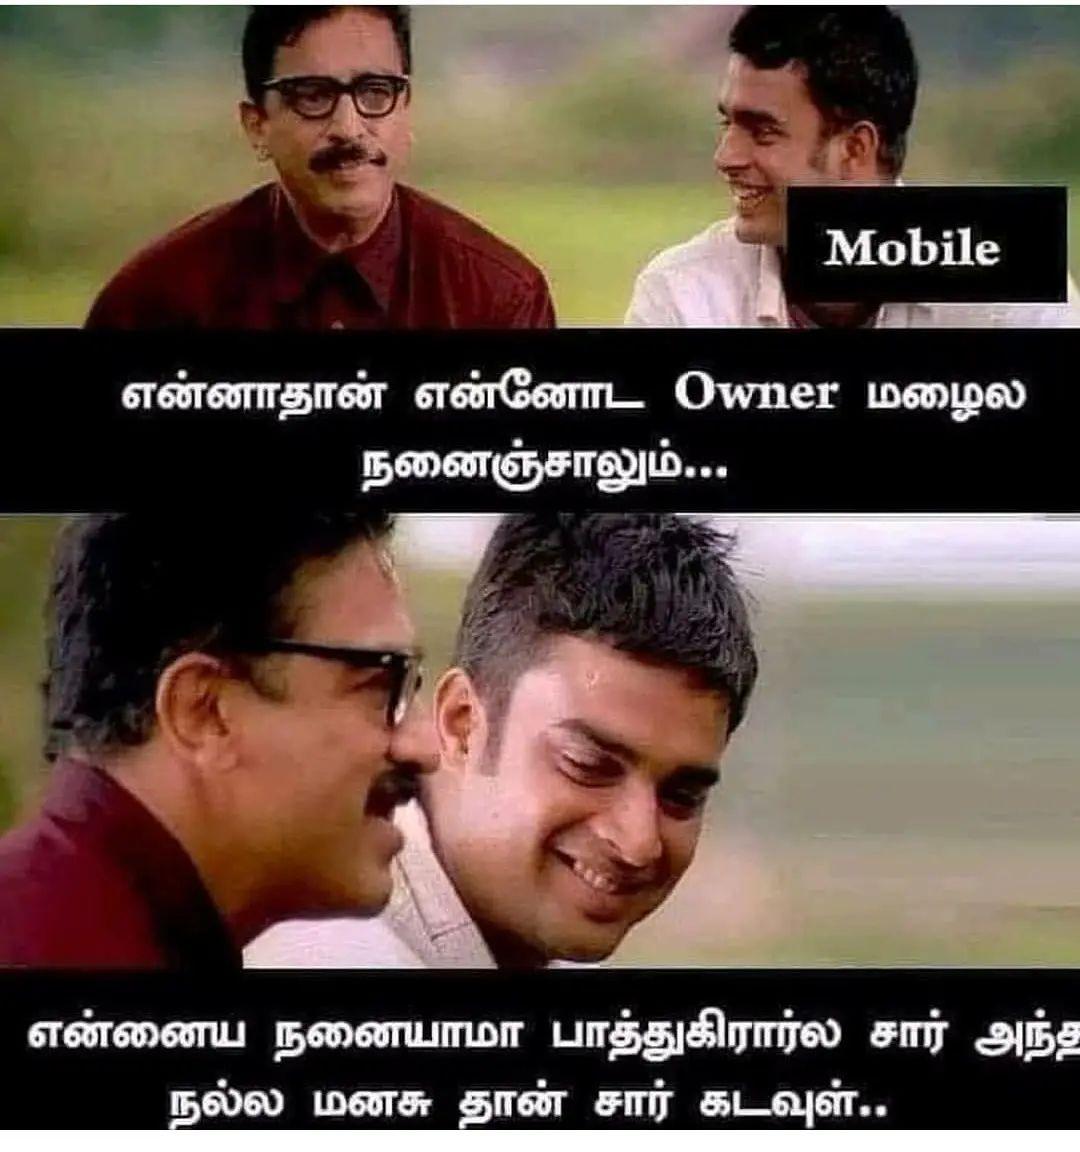 Mobile
என்னாதான் என்னோட Owner மழைல
நனைஞ்சாலும்...
என்னைய நனையாமா பாத்துகிரார்ல சார் அந்த
நல்ல மனசு தான் சார் கடவுள்..